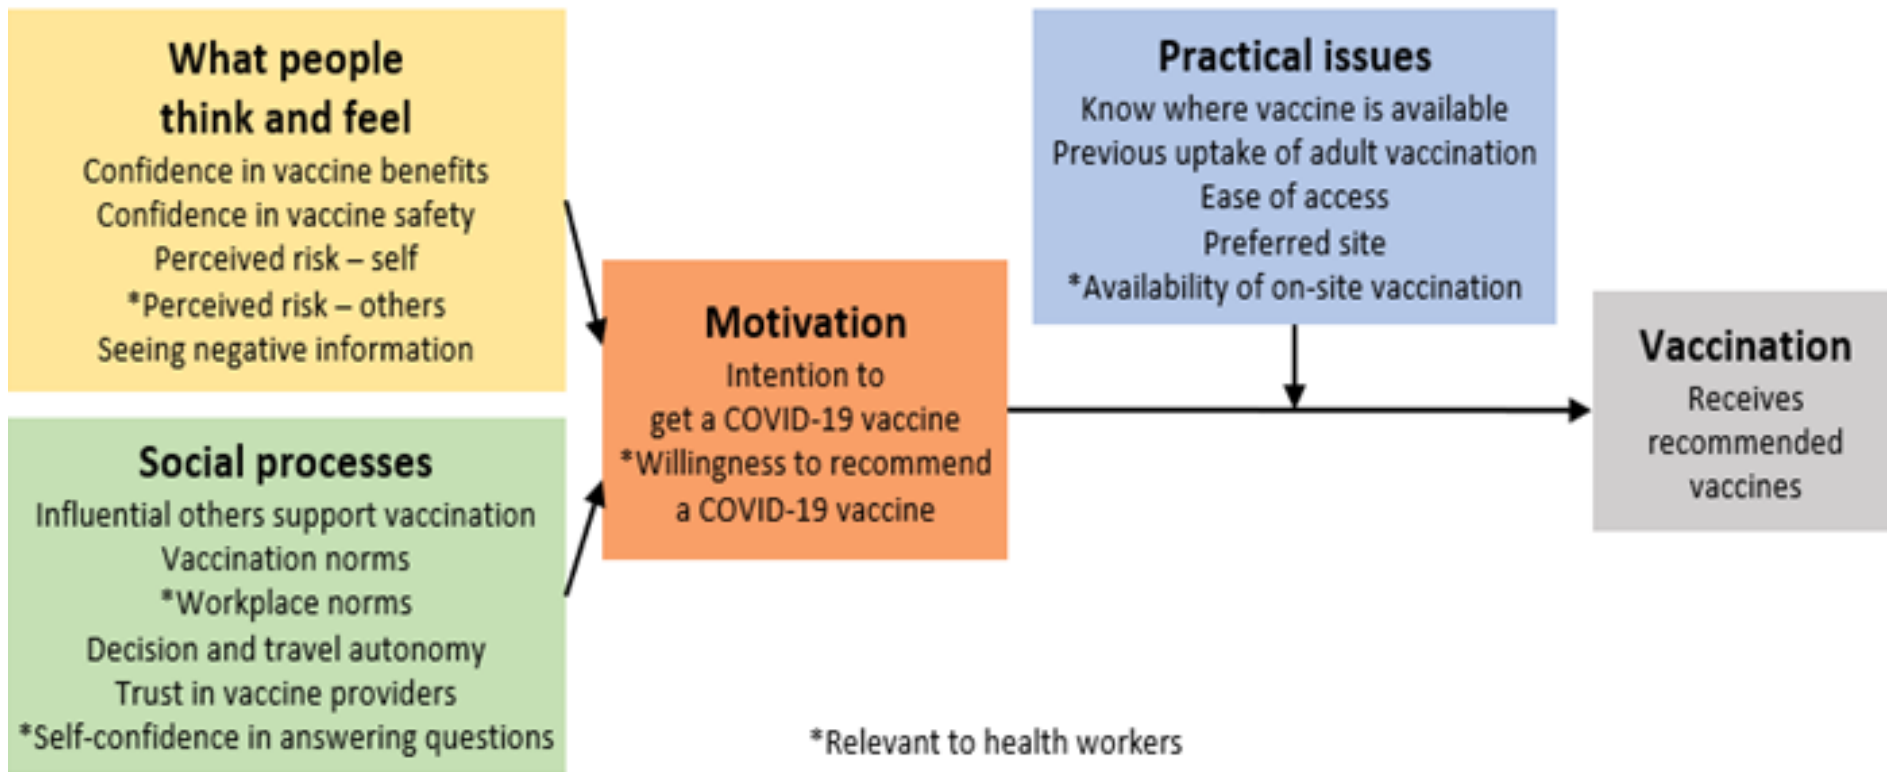 What people
think and feel
Confidence in vaccine benefits
Confidence in vaccine safety
Perceived risk – self
*Perceived risk – others
Seeing negative information
Social processes
Influential others support vaccination
Vaccination norms
*Workplace norms
Decision and travel autonomy
Trust in vaccine providers
*Self-confidence in answering questions
Motivation
Intention to
get a COVID-19 vaccine
*Willingness to recommend
a COVID-19 vaccine
Practical issues
Know where vaccine is available
Previous uptake of adult vaccination
Ease of access
Preferred site
*Availability of on-site vaccination
Vaccination
Receives
recommended
vaccines
*Relevant to health workers